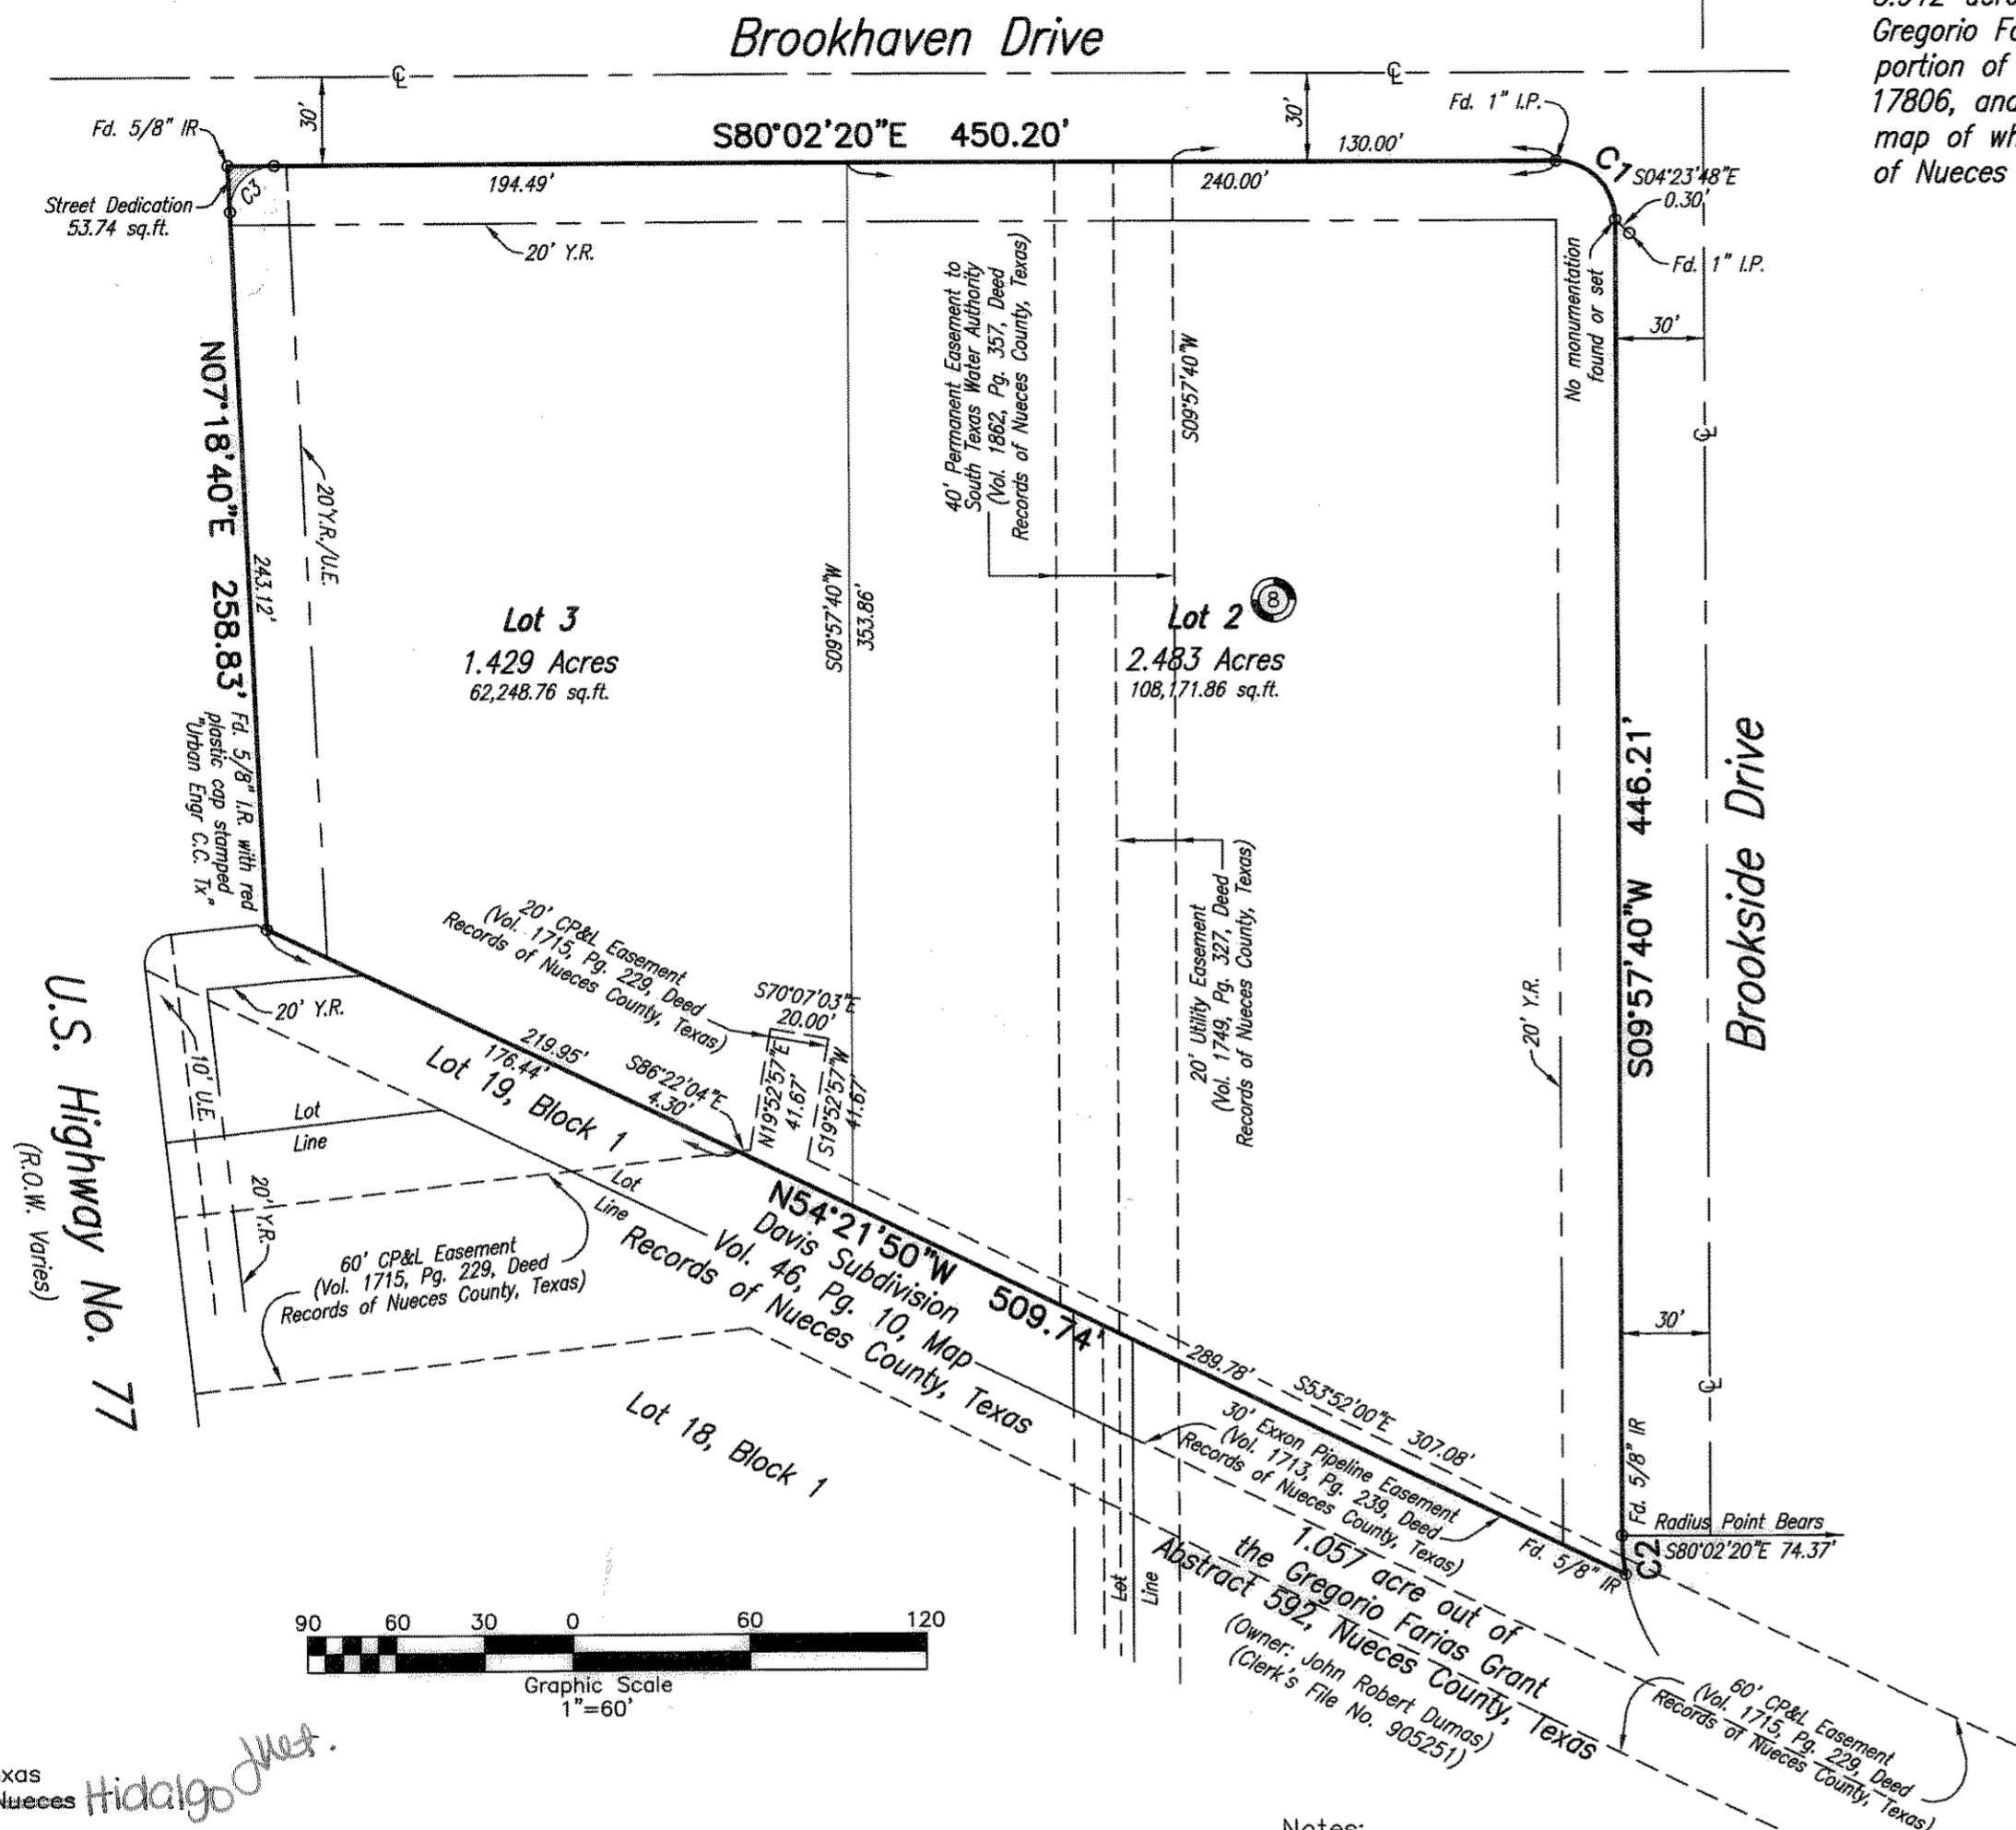 Brookhaven Drive
Gregorio
portion of
17806, and
map of
of Nueces
℄
℄
30'
30'
Fd. 5/8" IR
S80°02'20"E 450.20'
Fd. 1" I.P.
130.00'
C1
S04°23'48"E
0.30'
194.49'
240.00'
C3
Street Dedication
53.74 sq.ft.
20' Y.R.
Fd. 1" I.P.
No monumentation
found or set
30'
40' Permanent Easement to
South Texas Water Authority
(Vol. 1862, Pg. 357, Deed
Records of Nueces County, Texas)
S09°57'40"W
℄
N07°18'40"E 258.83'
243.12'
20'Y.R./U.E.
Fd. 5/8" I.R. with red
plastic cap stamped
"Urban Engr C.C. Tx"
Lot 3
1.429 Acres
62,248.76 sq.ft.
S09°57'40"W
353.86'
Lot 2
8
2.483 Acres
108,171.86 sq.ft.
S09°57'40"W 446.21'
Brookside Drive
20' Utility Easement
(Vol. 1749, Pg. 327, Deed
Records of Nueces County, Texas)
20' Y.R.
20' CP&L Easement
(Vol. 1715, Pg. 229, Deed
Records of Nueces County, Texas)
S70°07'03"E
20.00'
N19°52'57"E
41.67'
S19°52'57"W
41.67'
20' Y.R.
219.95'
176.44'
S86°22'04"E
4.30'
Lot 19, Block 1
10' U.E.
Lot
Line
20' Y.R.
U.S. Highway No. 77
(R.O.W. Varies)
60' CP&L Easement
(Vol. 1715, Pg. 229, Deed
Records of Nueces County, Texas)
Lot
Line
N54°21'50"W 509.74'
Davis Subdivision
Vol. 46, Pg. 10, Map
Records of Nueces County, Texas
Lot 18, Block 1
289.78'
S53°52'00"E 307.08'
30' Exxon Pipeline Easement
(Vol. 1713, Pg. 239, Deed
Records of Nueces County, Texas)
30'
℄
Fd. 5/8" IR
Radius Point Bears
S80°02'20"E 74.37'
C2
Fd. 5/8" IR
Lot
Line
1.057 acre out of
the Gregorio Farias Grant
Abstract 592, Nueces County, Texas
(Owner: John Robert Dumas)
(Clerk's File No. 905251)
60' CP&L Easement
(Vol. 1715, Pg. 229, Deed
Records of Nueces County, Texas)
90 60 30 0 60 120
Graphic Scale
1"=60'
xas
Nueces Hidalgo
Notes: